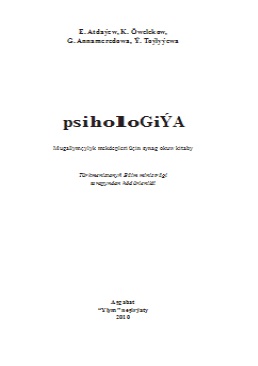 E. Atdaýew, K. Öwelekow,
G. Annameredowa, Ý. Taýlyýewa
psihologiÝA
Mugallymçylyk mekdepleri üçin synag okuw kitaby
Türkmenistanyň Bilim ministrligi
tarapyndan hödürlenildi
Aşgabat
“Ylym” neşirýaty
2010